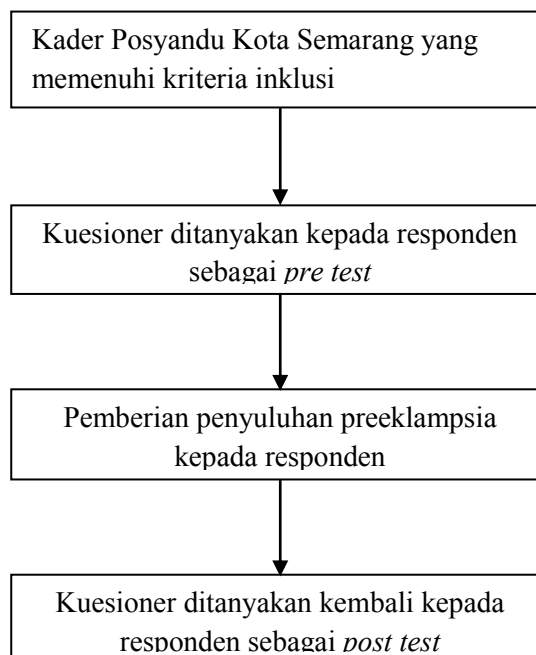 Kader Posyandu Kota Semarang yang
memenuhi kriteria inklusi
Kuesioner ditanyakan kepada responden
sebagai pre test
Pemberian penyuluhan preeklampsia
kepada responden
Kuesioner ditanyakan kembali kepada
responden sebagai post test